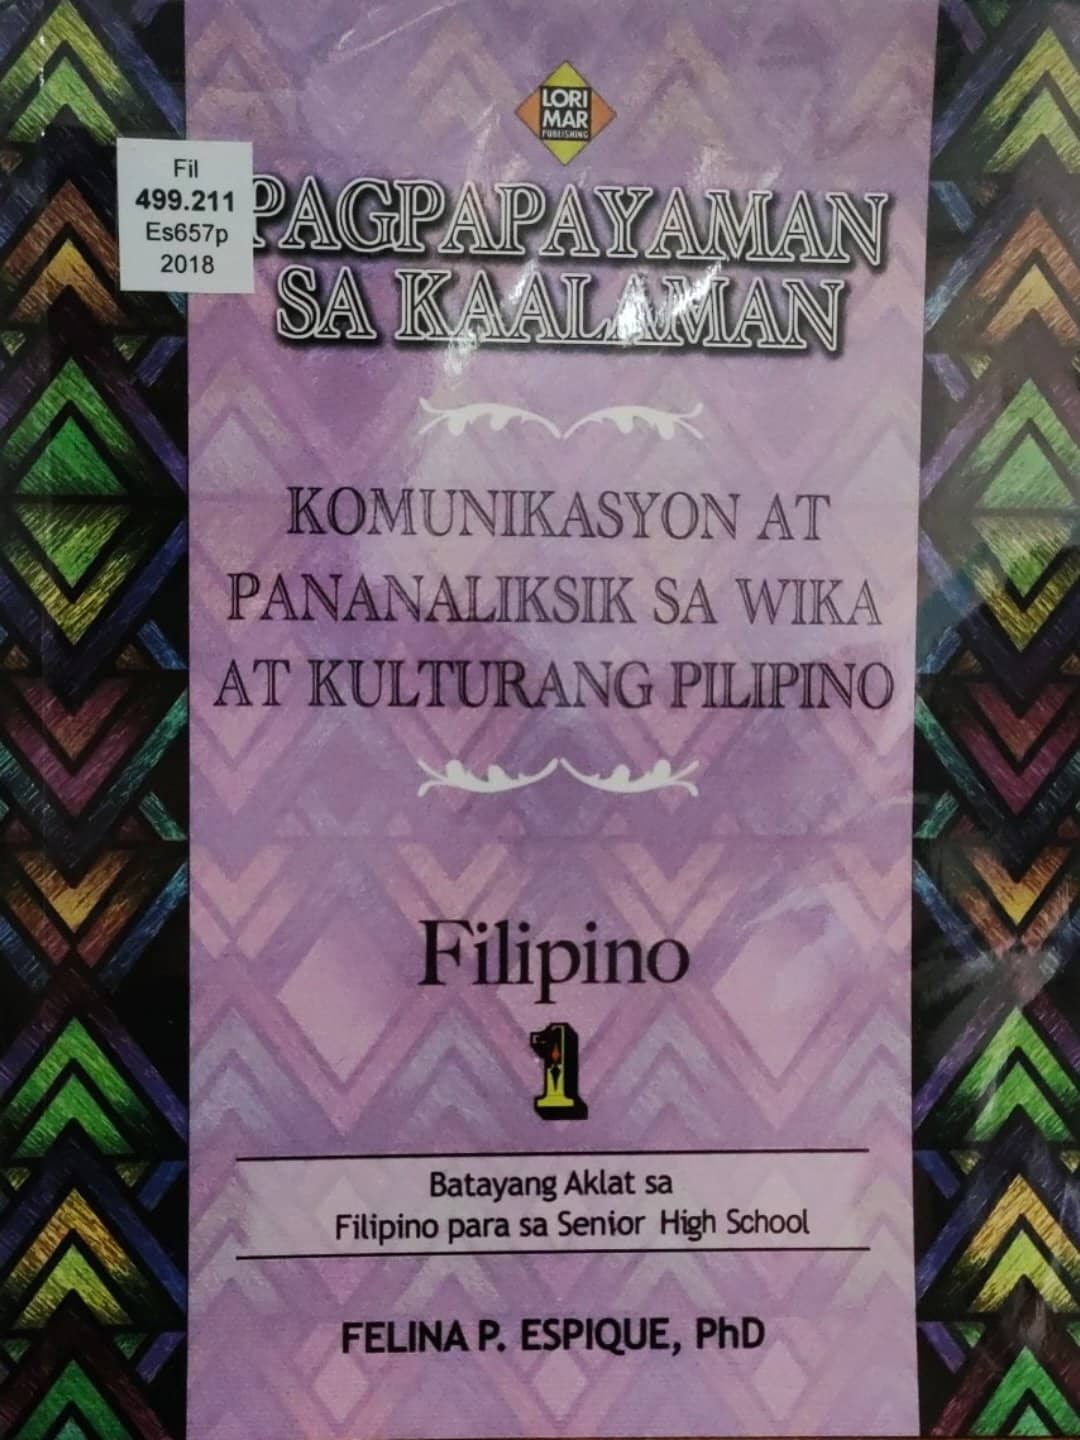 LORI
MAR
PUBLISHING
Fil
499.211
Es657p
2018
PAGPAPAYAMAN
SA KAALAMAN
KOMUNIKASYON AT
PANANALIKSIK SA WIKA
AT KULTURANG PILIPINO
Filipino
1
Batayang Aklat sa
Filipino para sa Senior High School
FELINA P. ESPIQUE, PhD